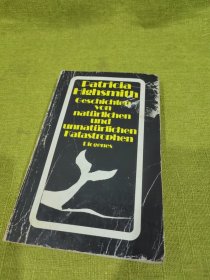 Patricia
Highsmith
Geschichten
von
natürlichen
und
unnatürlichen
Katastrophen
Diogenes